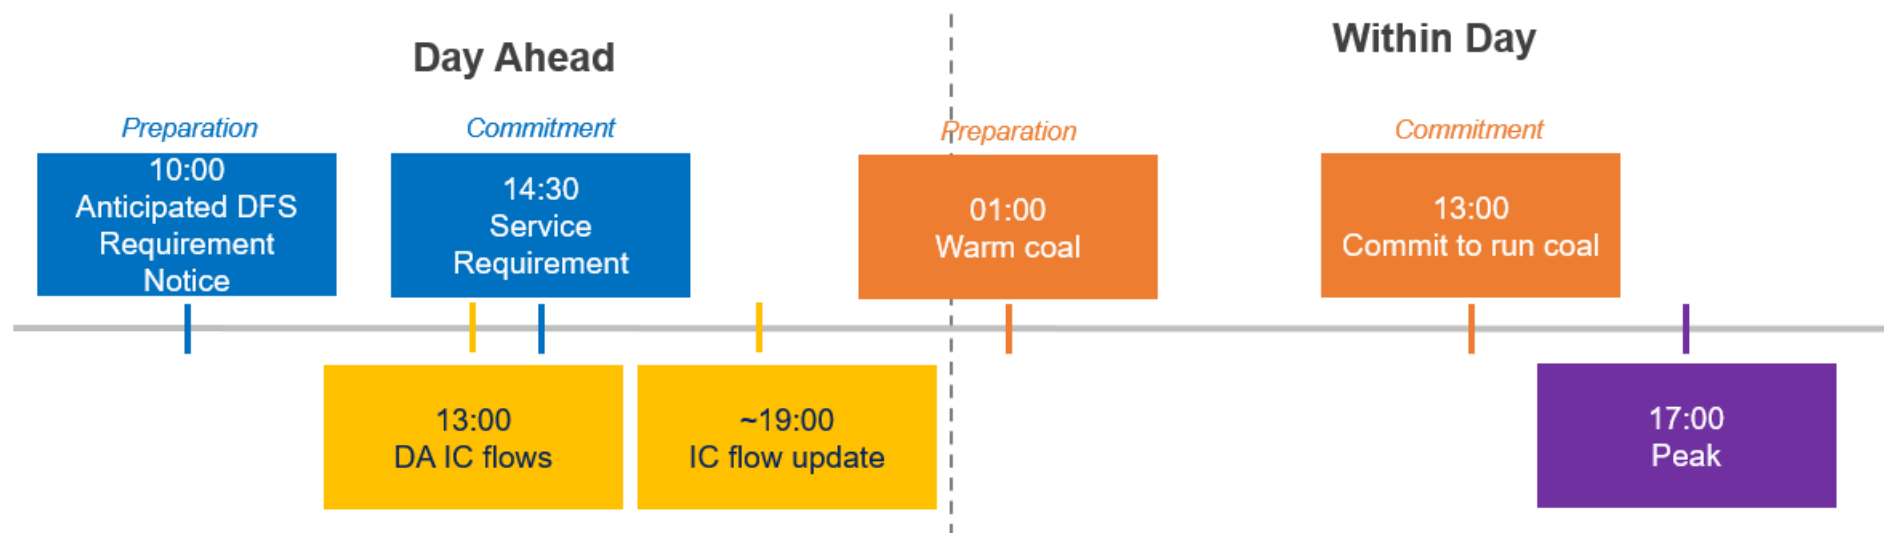 Day Ahead
Within Day
Preparation
Commitment
Preparation
Commitment
10:00
Anticipated DFS
Requirement
Notice
14:30
Service
Requirement
01:00
Warm coal
13:00
Commit to run coal
13:00
DA IC flows
~19:00
IC flow update
17:00
Peak